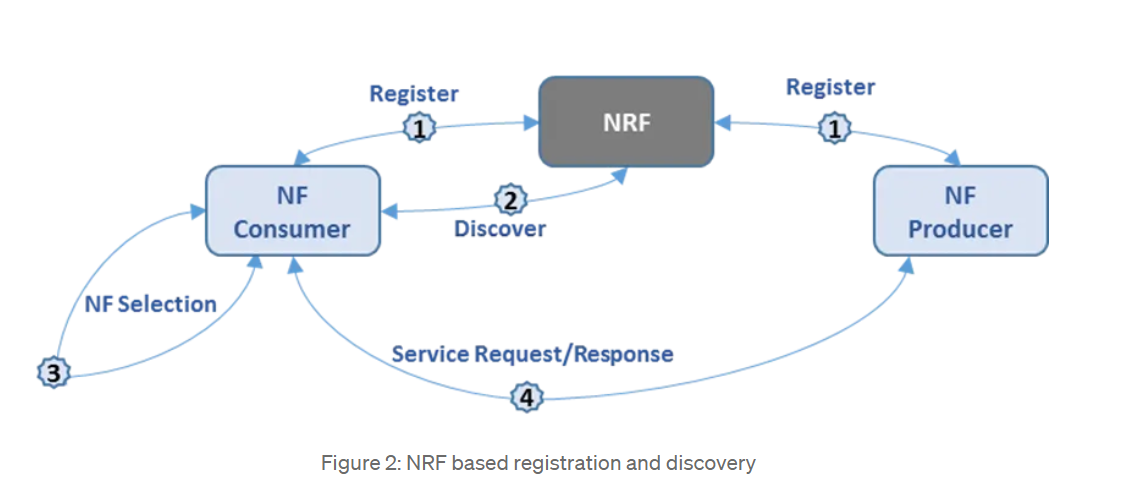 Register
1
NRF
Register
1
NF
Consumer
2
Discover
NF
Producer
NF Selection
3
Service Request/Response
4
Figure 2: NRF based registration and discovery